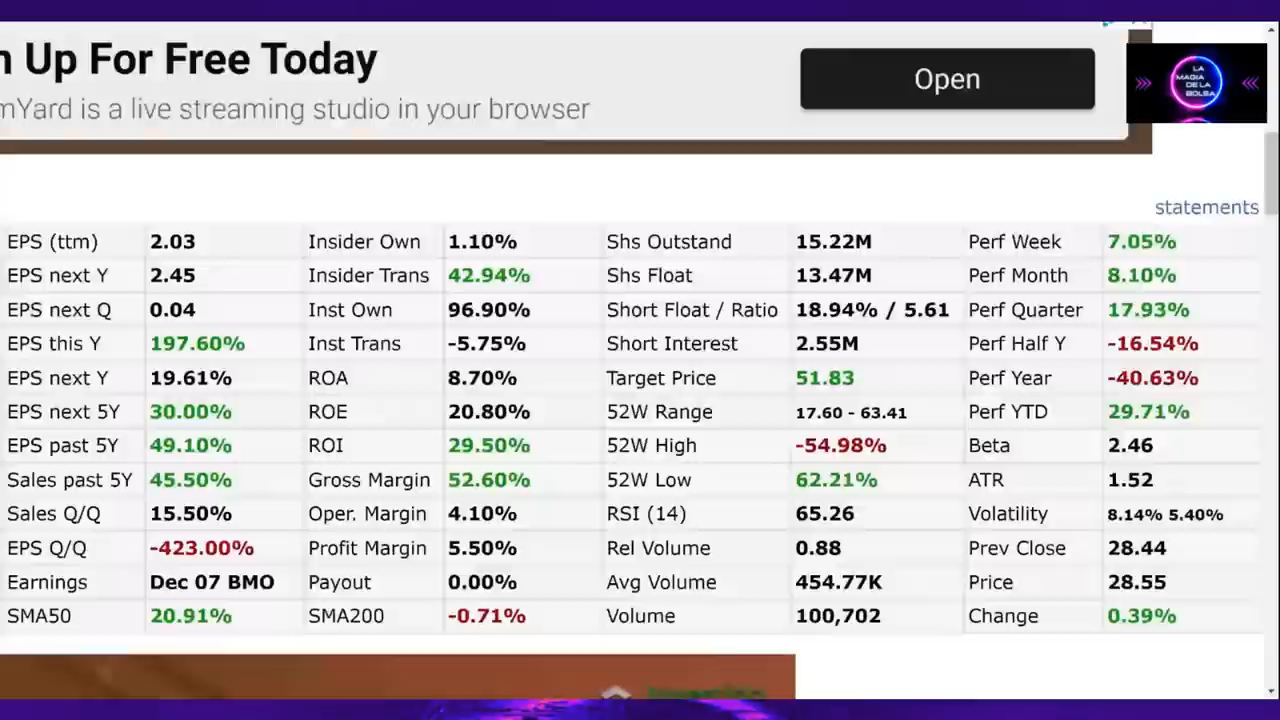 Up For Free Today
Open
is a live streaming studio in your browser
LA
MAGIA
DE LA
BOLSA
statements
EPS (ttm) 2.03 Insider Own 1.10% Shs Outstand 15.22M Perf Week 7.05%
EPS next Y 2.45 Insider Trans 42.94% Shs Float 13.47M Perf Month 8.10%
EPS next Q 0.04 Inst Own 96.90% Short Float / Ratio 18.94% / 5.61 Perf Quarter 17.93%
EPS this Y 197.60% Inst Trans -5.75% Short Interest 2.55M Perf Half Y -16.54%
EPS next Y 19.61% ROA 8.70% Target Price 51.83 Perf Year -40.63%
EPS next 5Y 30.00% ROE 20.80% 52W Range 17.60 - 63.41 Perf YTD 29.71%
EPS past 5Y 49.10% ROI 29.50% 52W High -54.98% Beta 2.46
Sales past 5Y 45.50% Gross Margin 52.60% 52W Low 62.21% ATR 1.52
Sales Q/Q 15.50% Oper. Margin 4.10% RSI (14) 65.26 Volatility 8.14% 5.40%
EPS Q/Q -423.00% Profit Margin 5.50% Rel Volume 0.88 Prev Close 28.44
Earnings Dec 07 BMO Payout 0.00% Avg Volume 454.77K Price 28.55
SMA50 20.91% SMA200 -0.71% Volume 100,702 Change 0.39%